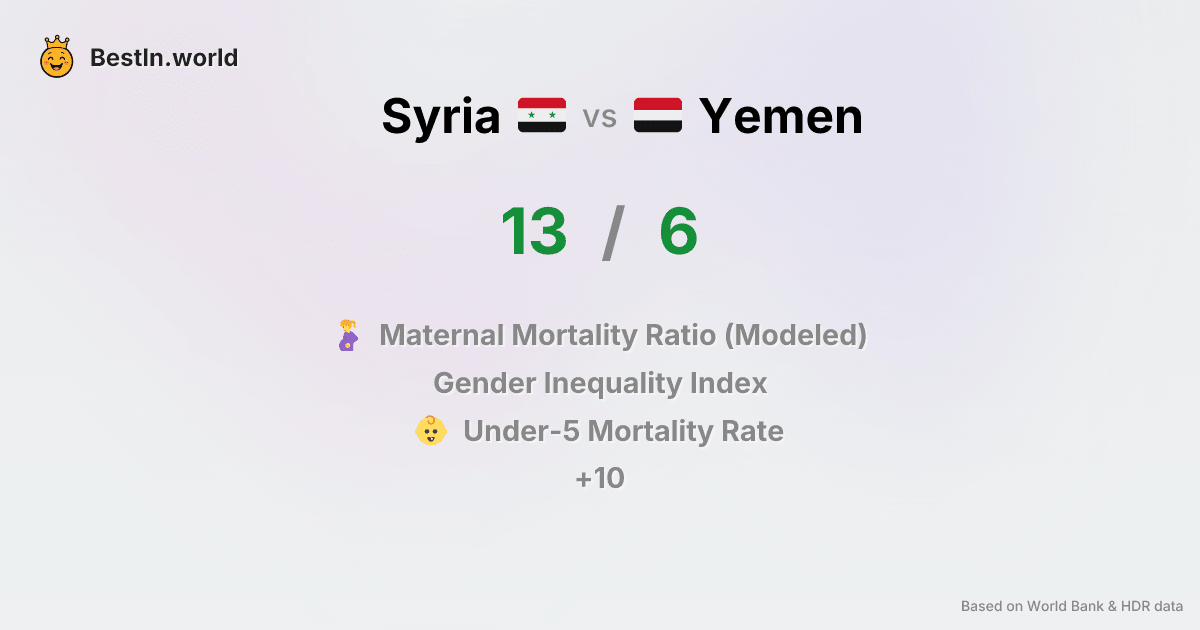 BestIn.world
Syria vs Yemen
13 / 6
Maternal Mortality Ratio (Modeled)
Gender Inequality Index
Under-5 Mortality Rate
+10
Based on World Bank & HDR data